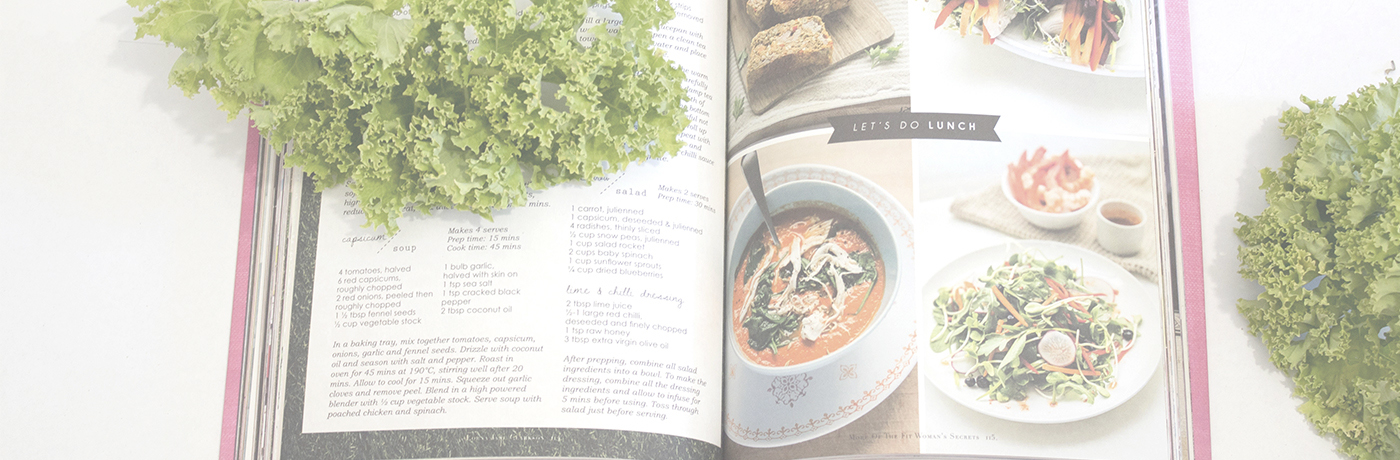 LET'S DO LUNCH
mins.
capsicum
soup
Makes 4 serves
Prep time: 15 mins
Cook time: 45 mins
4 tomatoes, halved
6 red capsicums,
roughly chopped
2 red onions, peeled then
roughly chopped
1 ½ tbsp fennel seeds
½ cup vegetable stock
1 bulb garlic,
halved with skin on
1 tsp sea salt
1 tsp cracked black
pepper
2 tbsp coconut oil
In a baking tray, mix together tomatoes, capsicum,
onions, garlic and fennel seeds. Drizzle with coconut
oil and season with salt and pepper. Roast in
oven for 45 mins at 190°C, stirring well after 20
mins. Allow to cool for 15 mins. Squeeze out garlic
cloves and remove peel. Blend in a high powered
blender with ½ cup vegetable stock. Serve soup with
poached chicken and spinach.
salad
Makes 2 serves
Prep time: 30 mins
1 carrot, julienned
1 capsicum, deseeded & julienned
4 radishes, thinly sliced
½ cup snow peas, julienned
1 cup salad rocket
2 cups baby spinach
1 cup sunflower sprouts
¼ cup dried blueberries
lime & chilli dressing
2 tbsp lime juice
½-1 large red chilli,
deseeded and finely chopped
1 tsp raw honey
3 tbsp extra virgin olive oil
After prepping, combine all salad
ingredients into a bowl. To make the
dressing, combine all the dressing
ingredients and allow to infuse for
5 mins before using. Toss through
salad just before serving.
chilli sauce
More Of The Fit Woman's Secrets 115